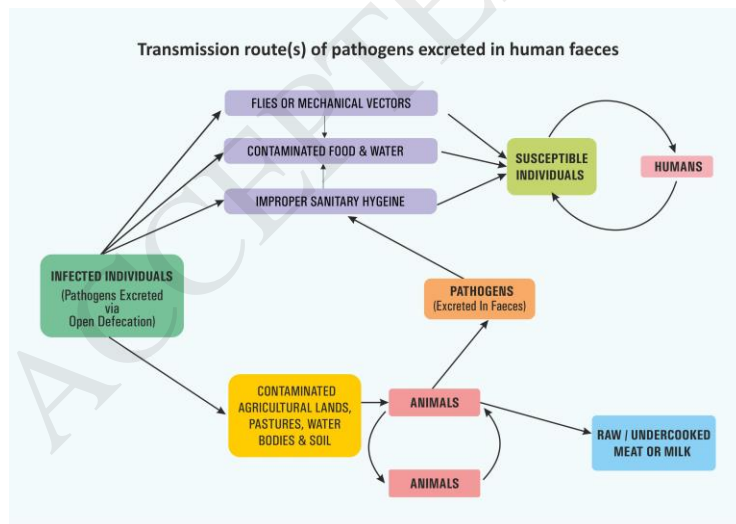 Transmission route(s) of pathogens excreted in human faeces
FLIES OR MECHANICAL VECTORS
CONTAMINATED FOOD & WATER
IMPROPER SANITARY HYGEINE
SUSCEPTIBLE
INDIVIDUALS
HUMANS
INFECTED INDIVIDUALS
(Pathogens Excreted
via
Open Defecation)
PATHOGENS
(Excreted In Faeces)
CONTAMINATED
AGRICULTURAL LANDS,
PASTURES, WATER
BODIES & SOIL
ANIMALS
ANIMALS
RAW / UNDERCOOKED
MEAT OR MILK
ACCEPTE